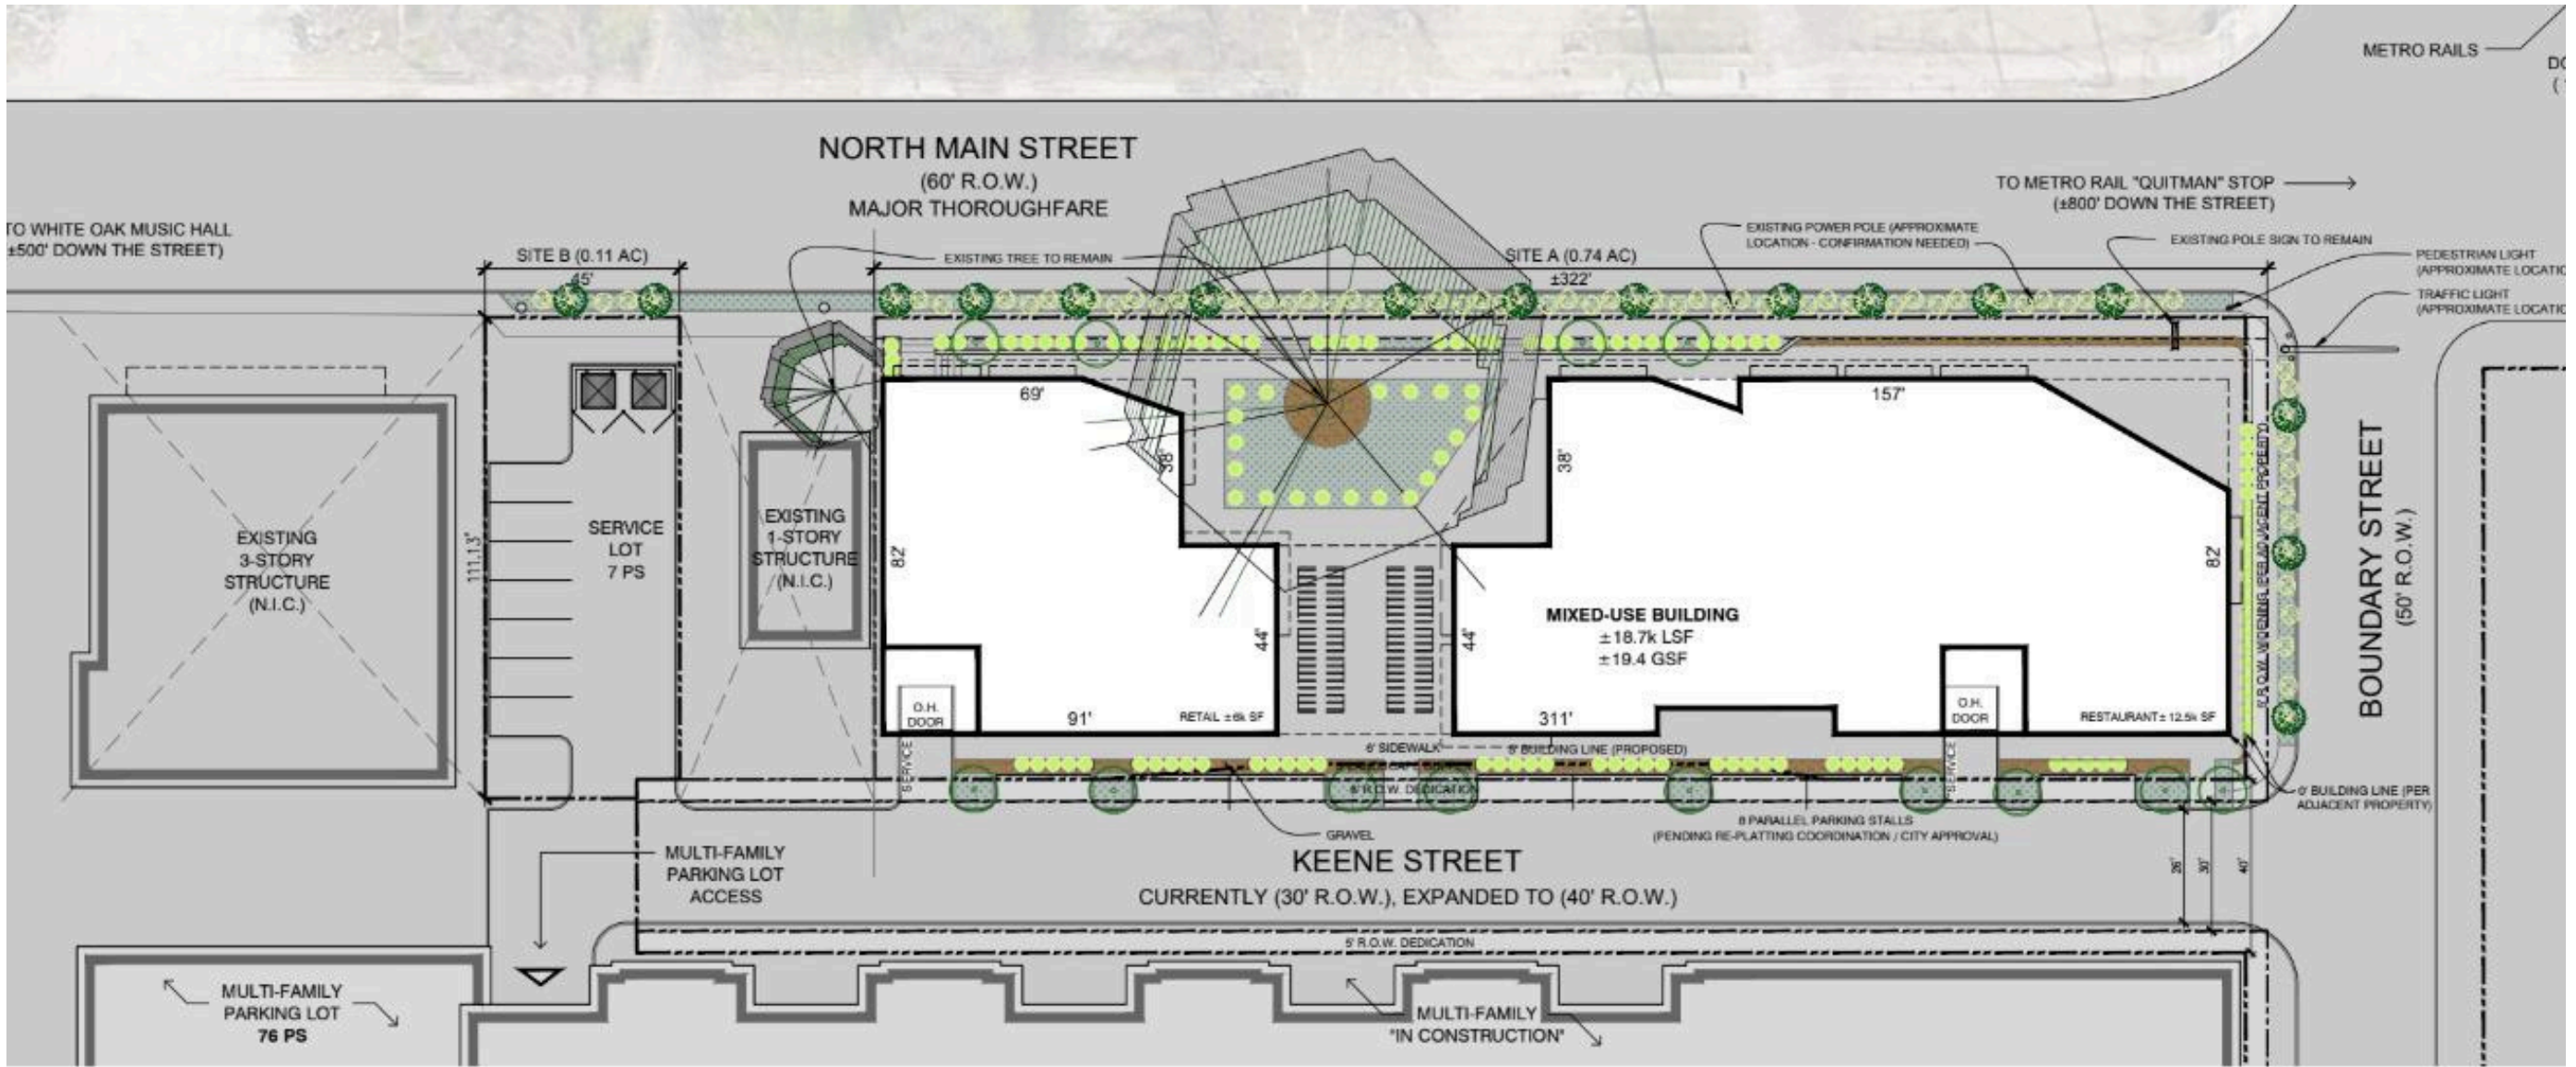 METRO RAILS
NORTH MAIN STREET
(60' R.O.W.)
MAJOR THOROUGHFARE
TO METRO RAIL "QUITMAN" STOP
(±800' DOWN THE STREET)
TO WHITE OAK MUSIC HALL
±500' DOWN THE STREET)
SITE B (0.11 AC)
45'
EXISTING TREE TO REMAIN
SITE A (0.74 AC)
±322'
EXISTING POWER POLE (APPROXIMATE
LOCATION - CONFIRMATION NEEDED)
EXISTING POLE SIGN TO REMAIN
PEDESTRIAN LIGHT
(APPROXIMATE LOCATIO
TRAFFIC LIGHT
(APPROXIMATE LOCATIO
69'
157'
38'
38'
EXISTING
3-STORY
STRUCTURE
(N.I.C.)
111.13'
SERVICE
LOT
7 PS
EXISTING
1-STORY
STRUCTURE
(N.I.C.)
82'
44'
44'
MIXED-USE BUILDING
±18.7k LSF
±19.4 GSF
82'
5' R.O.W. WIDENING (PER ADJACENT PROPERTY)
BOUNDARY STREET
(50' R.O.W.)
O.H.
DOOR
91'
RETAIL ±6k SF
311'
O.H.
DOOR
RESTAURANT± 12.5k SF
SERVICE
6' SIDEWALK
BUILDING LINE (PROPOSED)
R.O.W. DEDICATION
SERVICE
0' BUILDING LINE (PER
ADJACENT PROPERTY)
GRAVEL
8 PARALLEL PARKING STALLS
(PENDING RE-PLATTING COORDINATION / CITY APPROVAL)
MULTI-FAMILY
PARKING LOT
ACCESS
KEENE STREET
CURRENTLY (30' R.O.W.), EXPANDED TO (40' R.O.W.)
26'
30'
40'
5' R.O.W. DEDICATION
MULTI-FAMILY
PARKING LOT
76 PS
MULTI-FAMILY
"IN CONSTRUCTION"